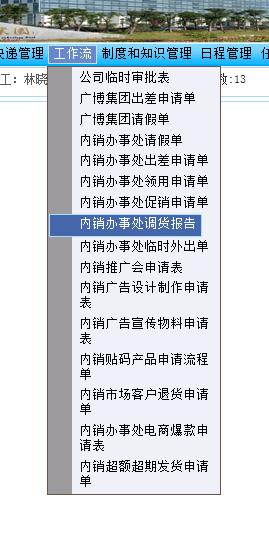 快递管理 工作流 制度和知识管理 日程管理 任
工：林晓 数:13
公司临时审批表
广博集团出差申请单
广博集团请假单
内销办事处请假单
内销办事处出差申请单
内销办事处领用申请单
内销办事处促销申请单
内销办事处调货报告
内销办事处临时外出单
内销推广会申请表
内销广告设计制作申请
表
内销广告宣传物料申请
表
内销贴码产品申请流程
单
内销市场客户退货申请
单
内销办事处电商爆款申
请表
内销超额超期发货申请
单